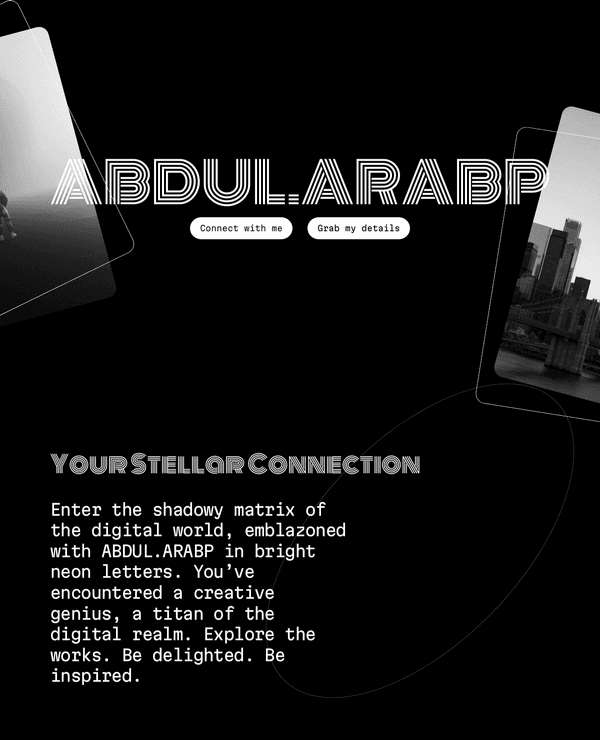 ABDUL.ARABP
Connect with me
Grab my details
Your Stellar Connection
Enter the shadowy matrix of
the digital world, emblazoned
with ABDUL.ARABP in bright
neon letters. You’ve
encountered a creative
genius, a titan of the
digital realm. Explore the
works. Be delighted. Be
inspired.